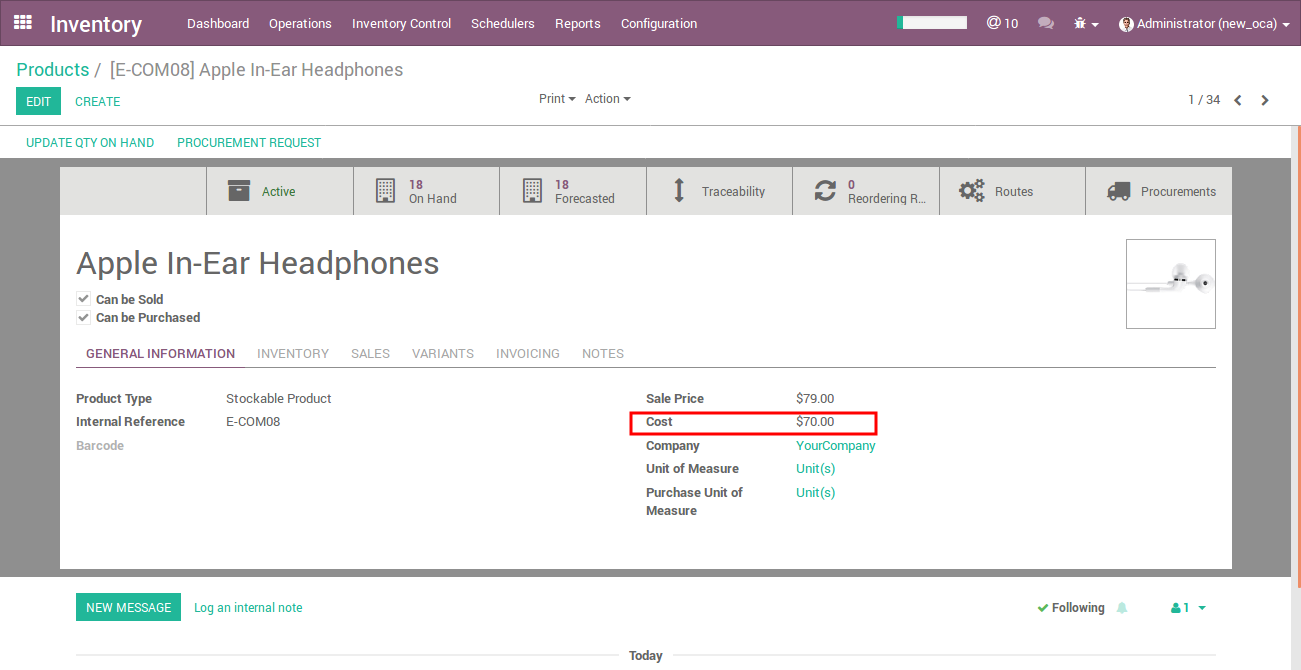 Inventory Dashboard Operations Inventory Control Schedulers Reports Configuration @ 10 Administrator (new_oca)
Products / [E-COM08] Apple In-Ear Headphones
EDIT CREATE Print Action 1 / 34
UPDATE QTY ON HAND PROCUREMENT REQUEST
Active
18
On Hand
18
Forecasted
Traceability
0
Reordering R...
Routes
Procurements
Apple In-Ear Headphones
Can be Sold
Can be Purchased
GENERAL INFORMATION INVENTORY SALES VARIANTS INVOICING NOTES
Product Type Stockable Product
Internal Reference E-COM08
Barcode
Sale Price $79.00
Cost $70.00
Company YourCompany
Unit of Measure Unit(s)
Purchase Unit of Unit(s)
Measure
NEW MESSAGE Log an internal note Following 1
Today